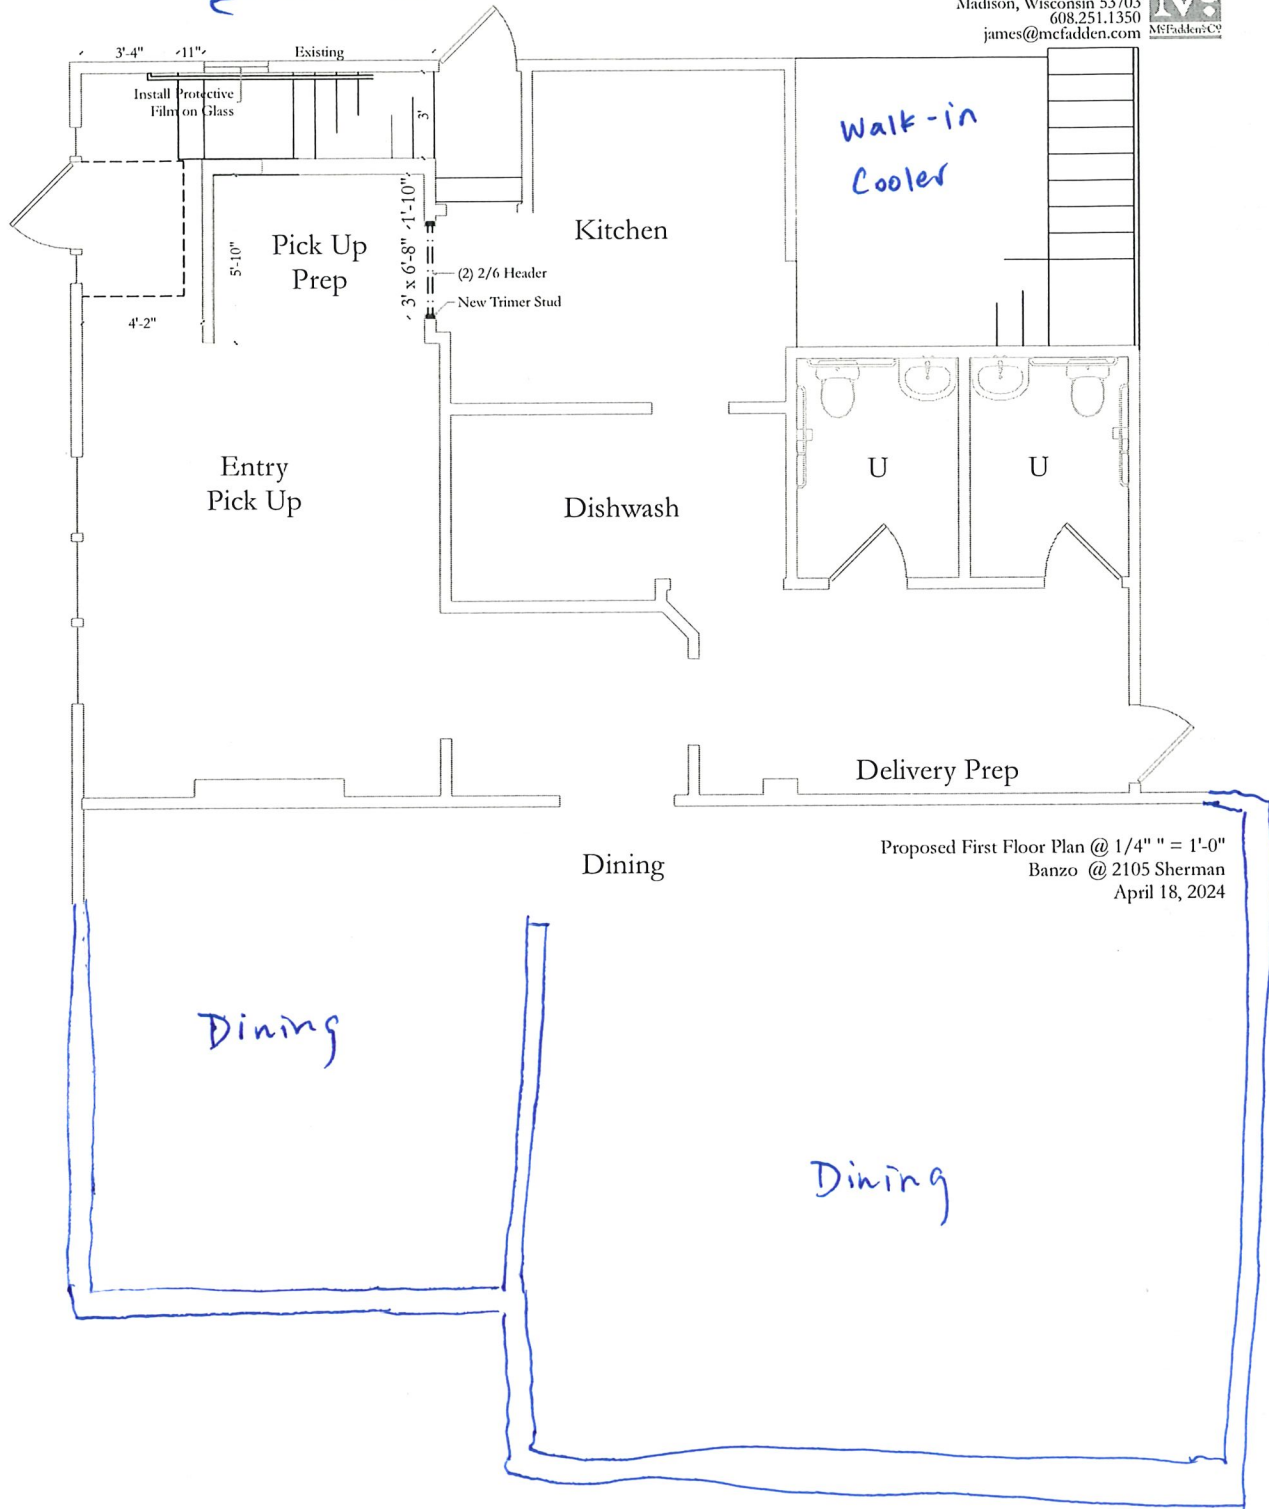 Madison, Wisconsin 53703
608.251.1350
james@mcfadden.com
McFadden & Co
3'-4"
11"
Existing
Install Protective
Film on Glass
3'
Walk-in
Cooler
Kitchen
Pick Up
Prep
5'-10"
1'-10"
3' x 6'-8"
(2) 2/6 Header
New Trimer Stud
4'-2"
Entry
Pick Up
Dishwash
U
U
Delivery Prep
Dining
Proposed First Floor Plan @ 1/4" " = 1'-0"
Banzo @ 2105 Sherman
April 18, 2024
Dining
Dining